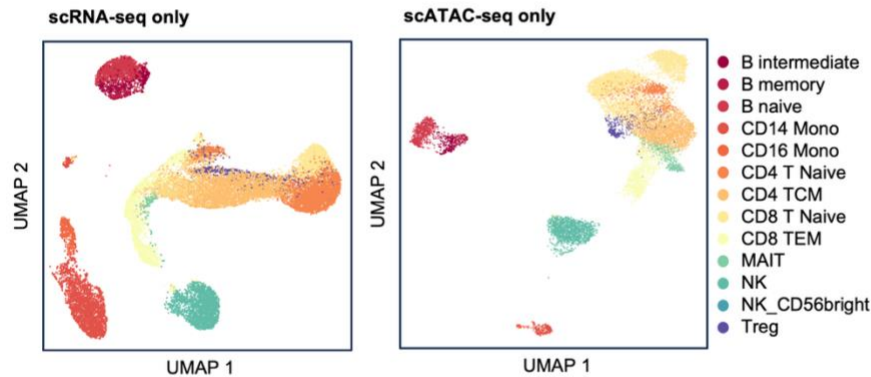 scRNA-seq only
UMAP 2
UMAP 1
scATAC-seq only
UMAP 2
UMAP 1
B intermediate
B memory
B naive
CD14 Mono
CD16 Mono
CD4 T Naive
CD4 TCM
CD8 T Naive
CD8 TEM
MAIT
NK
NK_CD56bright
Treg